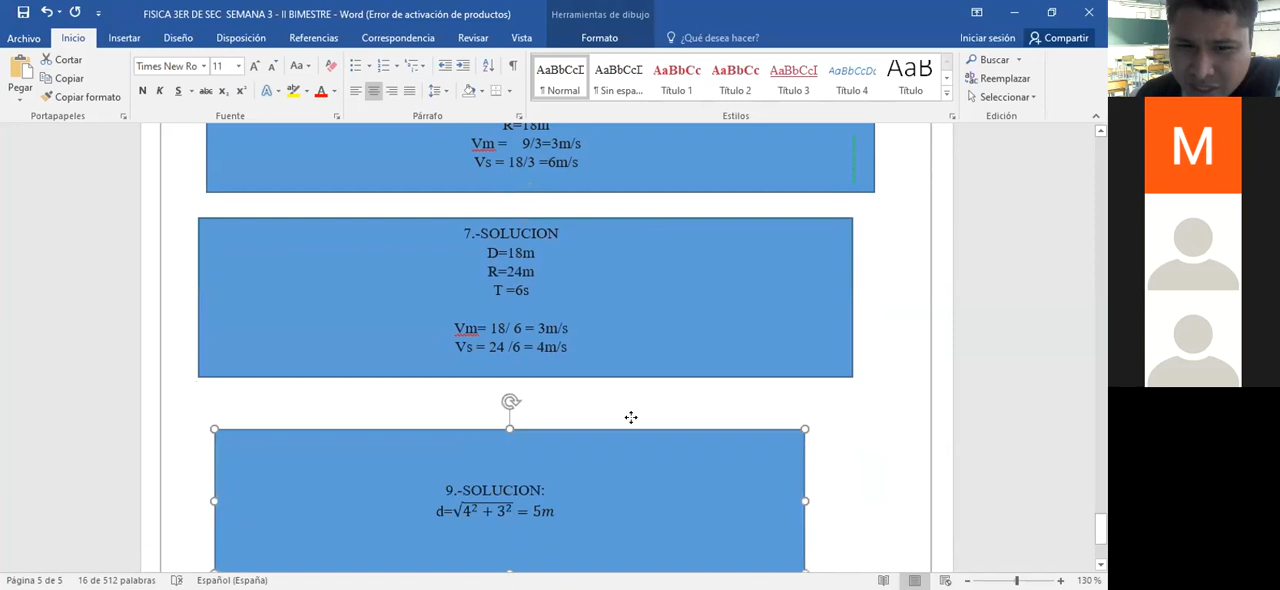 FISICA 3ER DE SEC SEMANA 3 - II BIMESTRE - Word (Error de activación de productos)
Herramientas de dibujo
Archivo Inicio Insertar Diseño Disposición Referencias Correspondencia Revisar Vista Formato ¿Qué desea hacer? Iniciar sesión Compartir
Pegar
Cortar
Copiar
Copiar formato
Portapapeles
Times New Ro 11
Aa
N K S abc x₂ x²
Fuente
Párrafo
AaBbCcI AaBbCcI AaBbCc AaBbCc AaBbCcI AaBbCcDc AaB
¶ Normal ¶ Sin espa... Título 1 Título 2 Título 3 Título 4 Título
Estilos
Buscar
Reemplazar
Seleccionar
Edición
R=18m
Vm = 9/3=3m/s
Vs = 18/3 =6m/s
7.-SOLUCION
D=18m
R=24m
T =6s
Vm= 18/ 6 = 3m/s
Vs = 24 /6 = 4m/s
9.-SOLUCION:
d=√4² + 3² = 5m
Página 5 de 5 16 de 512 palabras Español (España) 130 %
M